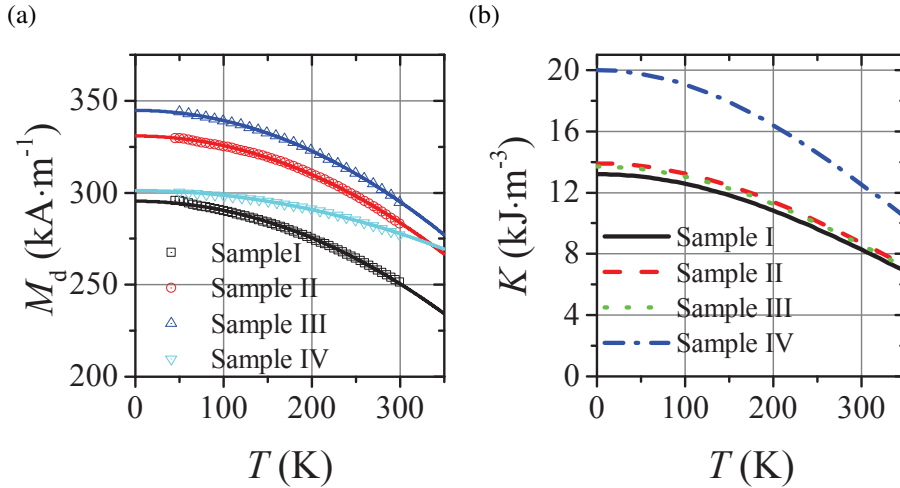 (a)
(b)
350
300
250
200
0
100
200
300
M_d (kA·m⁻¹)
T (K)
SampleI
Sample II
Sample III
Sample IV
20
16
12
8
4
0
0
100
200
300
K (kJ·m⁻³)
T (K)
Sample I
Sample II
Sample III
Sample IV